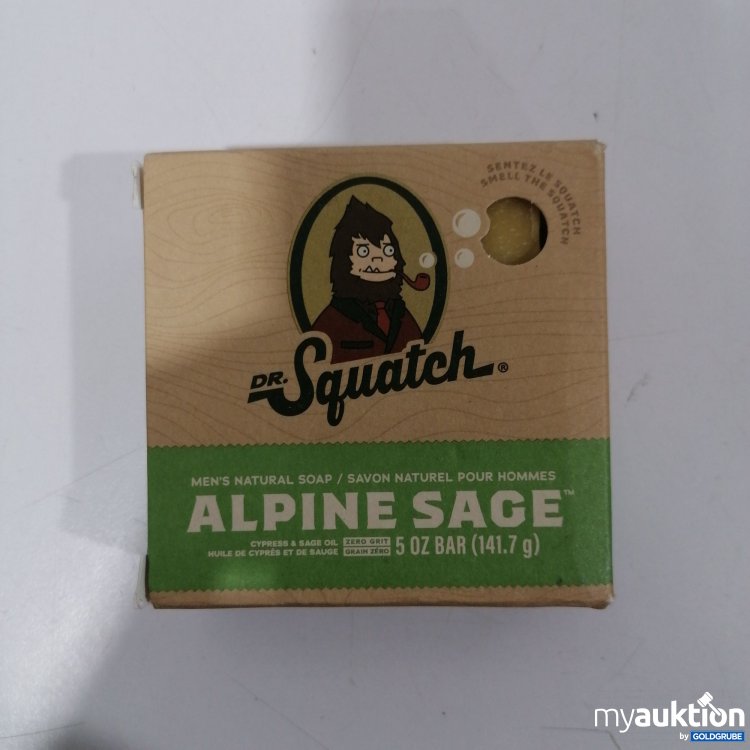 SENTEZ LE SQUATCH
SMELL THE SQUATCH
DR. Squatch®
MEN'S NATURAL SOAP / SAVON NATUREL POUR HOMMES
ALPINE SAGE™
CYPRESS & SAGE OIL ZERO GRIT
HUILE DE CYPRÈS ET DE SAUGE GRAIN ZÉRO
5 OZ BAR (141.7 g)
myauktion
by GOLDGRUBE